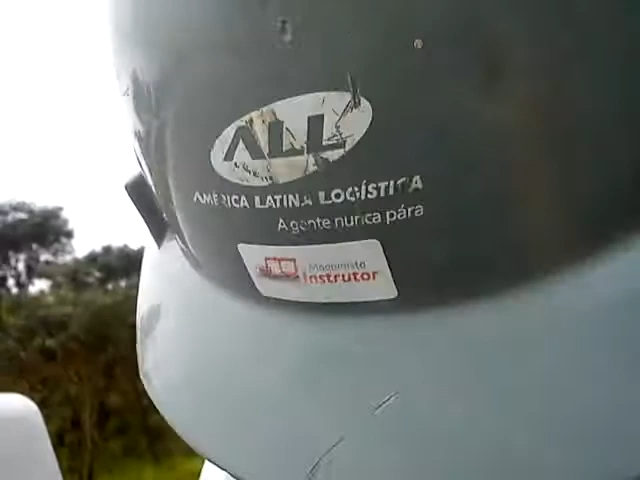 ALL
AMÉRICA LATINA LOGÍSTICA
A gente nunca pára
Maquinista
Instrutor